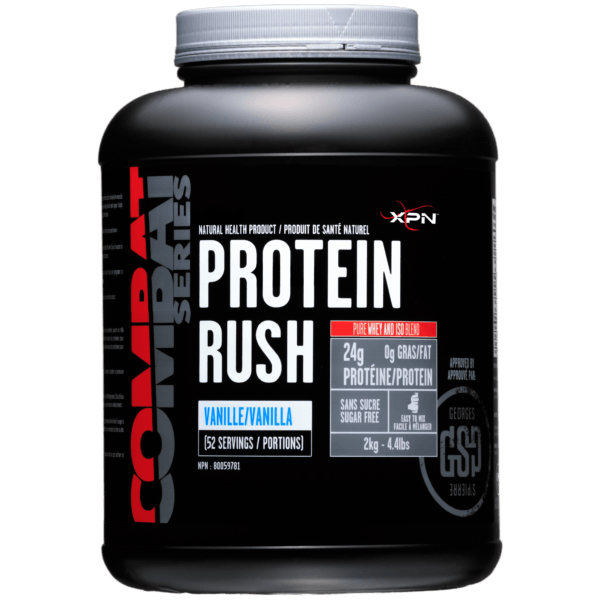 COMBAT
SERIES
XPN
NATURAL HEALTH PRODUCT / PRODUIT DE SANTÉ NATUREL
PROTEIN
RUSH
VANILLE/VANILLA
(52 SERVINGS / PORTIONS)
NPN : 80059781
PURE WHEY AND ISO BLEND
24g 0g GRAS/FAT
PROTÉINE/PROTEIN
SANS SUCRE
SUGAR FREE
EASY TO MIX
FACILE À MÉLANGER
2kg - 4.4lbs
APPROVED BY
APPROUVÉ PAR:
GEORGES
GSP
ST-PIERRE